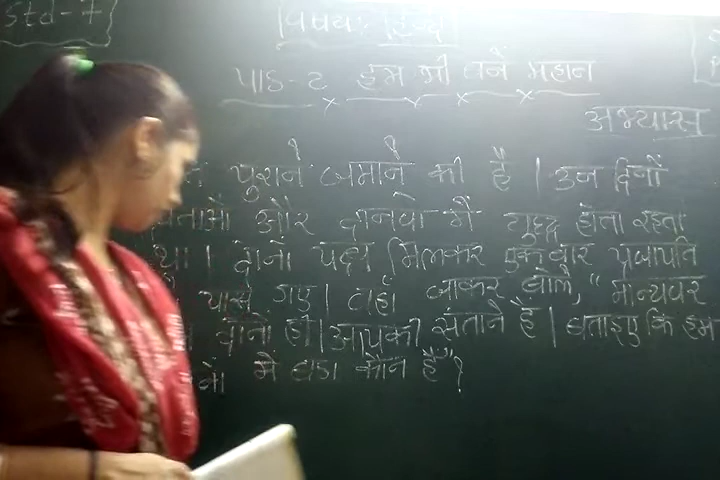 Std-7
विषय: हिन्दी
पाठ-८ हम भी बने महान
अभ्यास
पुराने जमाने की है । उन दिनों
और दानवो में युद्ध होता रहता
था । दोनो पक्ष मिलकर एकबार प्रजापति
पास गए । वहाँ जाकर बोले, "मान्यवर
दोनो ही आपकी संताने है । बताइए कि हम
मे बडा कौन है" ?